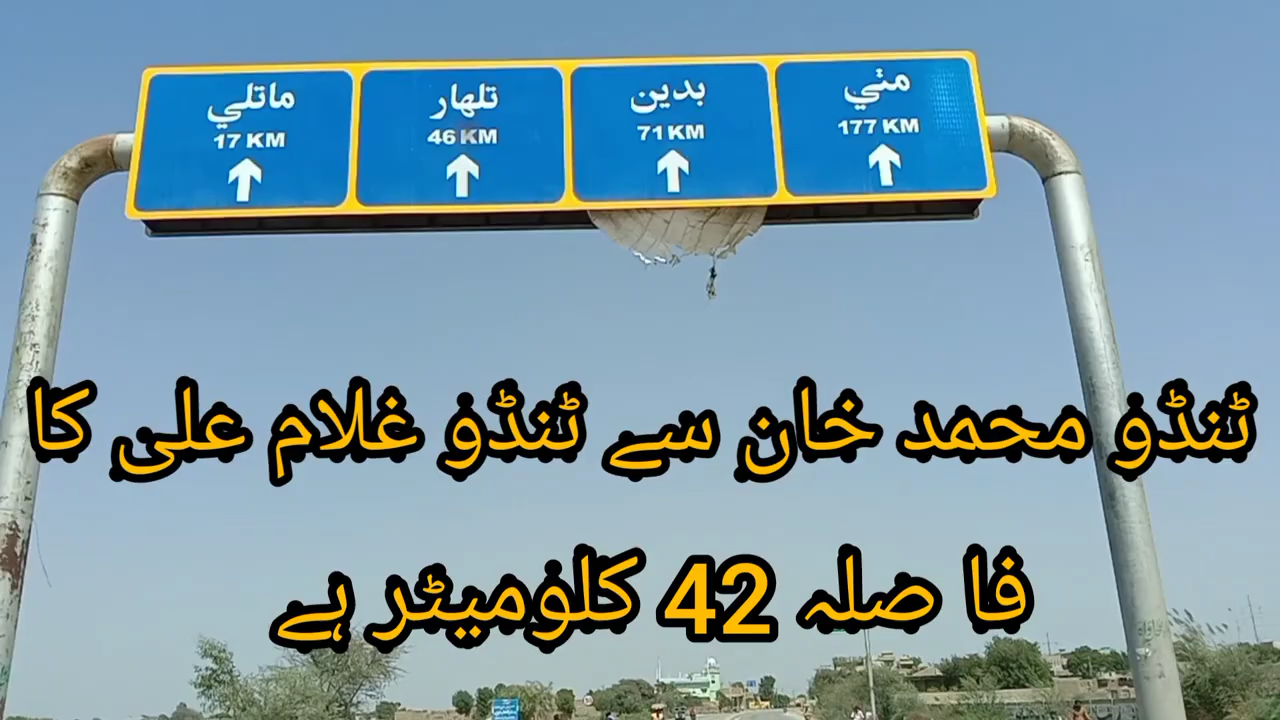 ماتلي
17 KM
تلهار
46 KM
بدين
71 KM
مٺي
177 KM
ٹنڈو محمد خان سے ٹنڈو غلام علی کا
فا صلہ 42 کلومیٹر ہے